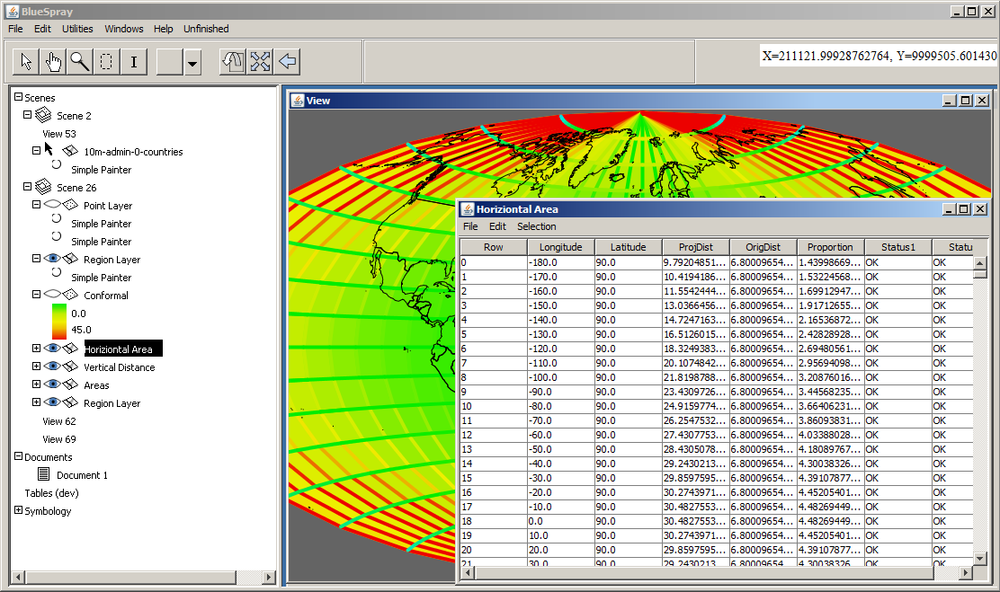 BlueSpray
File Edit Utilities Windows Help Unfinished
I
X=211121.99928762764, Y=9999505.601430
Scenes
Scene 2
View 53
10m-admin-0-countries
Simple Painter
Scene 26
Point Layer
Simple Painter
Simple Painter
Region Layer
Simple Painter
Conformal
0.0
45.0
Horiziontal Area
Vertical Distance
Areas
Region Layer
View 62
View 69
Documents
Document 1
Tables (dev)
Symbology
View
Horiziontal Area
File Edit Selection
Row Longitude Latitude ProjDist OrigDist Proportion Status1 Statu
0 -180.0 90.0 9.79204851... 6.80009654... 1.43998669... OK OK
1 -170.0 90.0 10.4194186... 6.80009654... 1.53224568... OK OK
2 -160.0 90.0 11.5542444... 6.80009654... 1.69912947... OK OK
3 -150.0 90.0 13.0366456... 6.80009654... 1.91712655... OK OK
4 -140.0 90.0 14.7247163... 6.80009654... 2.16536872... OK OK
5 -130.0 90.0 16.5126015... 6.80009654... 2.42828928... OK OK
6 -120.0 90.0 18.3249383... 6.80009654... 2.69480561... OK OK
7 -110.0 90.0 20.1074842... 6.80009654... 2.95694098... OK OK
8 -100.0 90.0 21.8198788... 6.80009654... 3.20876016... OK OK
9 -90.0 90.0 23.4309726... 6.80009654... 3.44568235... OK OK
10 -80.0 90.0 24.9159774... 6.80009654... 3.66406231... OK OK
11 -70.0 90.0 26.2547532... 6.80009654... 3.86093831... OK OK
12 -60.0 90.0 27.4307753... 6.80009654... 4.03388028... OK OK
13 -50.0 90.0 28.4305078... 6.80009654... 4.18089767... OK OK
14 -40.0 90.0 29.2430213... 6.80009654... 4.30038326... OK OK
15 -30.0 90.0 29.8597595... 6.80009654... 4.39107877... OK OK
16 -20.0 90.0 30.2743971... 6.80009654... 4.45205401... OK OK
17 -10.0 90.0 30.4827553... 6.80009654... 4.48269449... OK OK
18 0.0 90.0 30.4827553... 6.80009654... 4.48269449... OK OK
19 10.0 90.0 30.2743971... 6.80009654... 4.45205401... OK OK
20 20.0 90.0 29.8597595... 6.80009654... 4.39107877... OK OK
21 30.0 90.0 29.2430213... 6.80009654... 4.30038326... OK OK